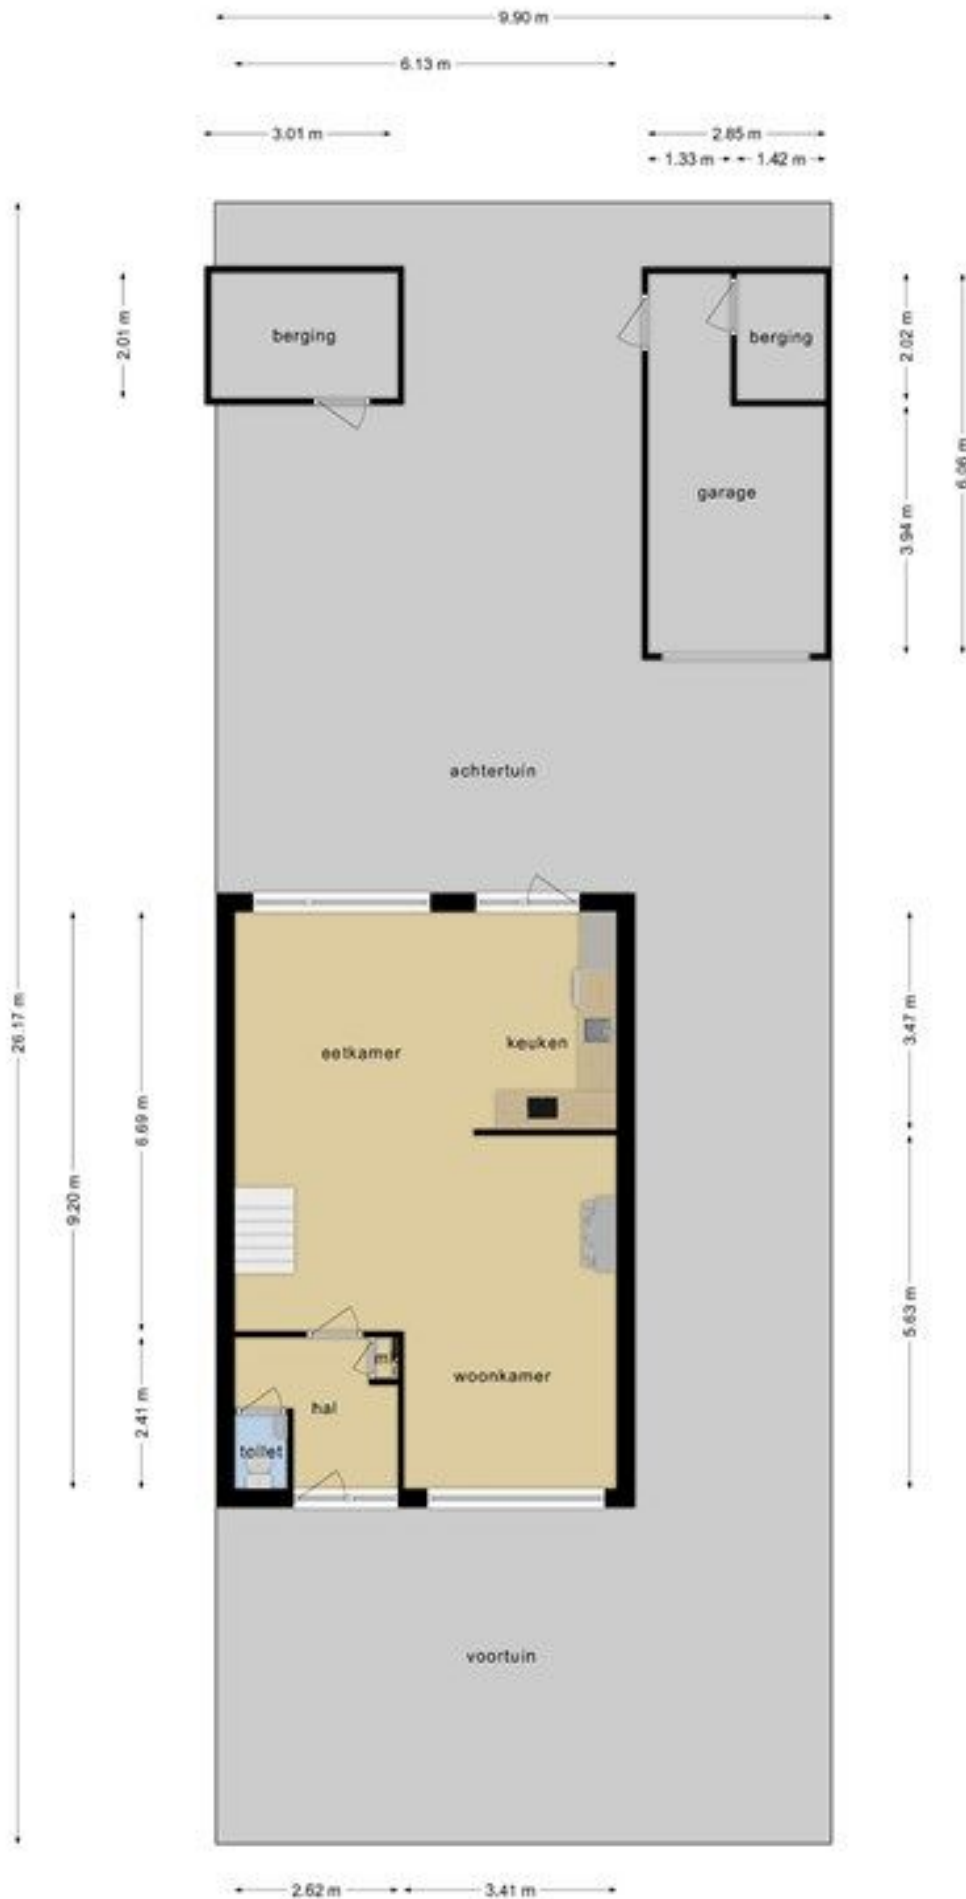 9.90 m
6.13 m
3.01 m
2.85 m
1.33 m
1.42 m
2.01 m
berging
berging
2.02 m
6.06 m
garage
3.94 m
achtertuin
26.17 m
9.20 m
6.69 m
eetkamer
keuken
3.47 m
5.63 m
2.41 m
woonkamer
hal
toilet
voortuin
2.62 m
3.41 m